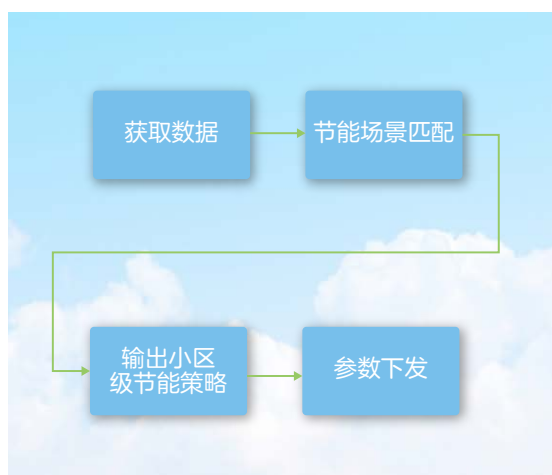 获取数据
节能场景匹配
输出小区
级节能策略
参数下发